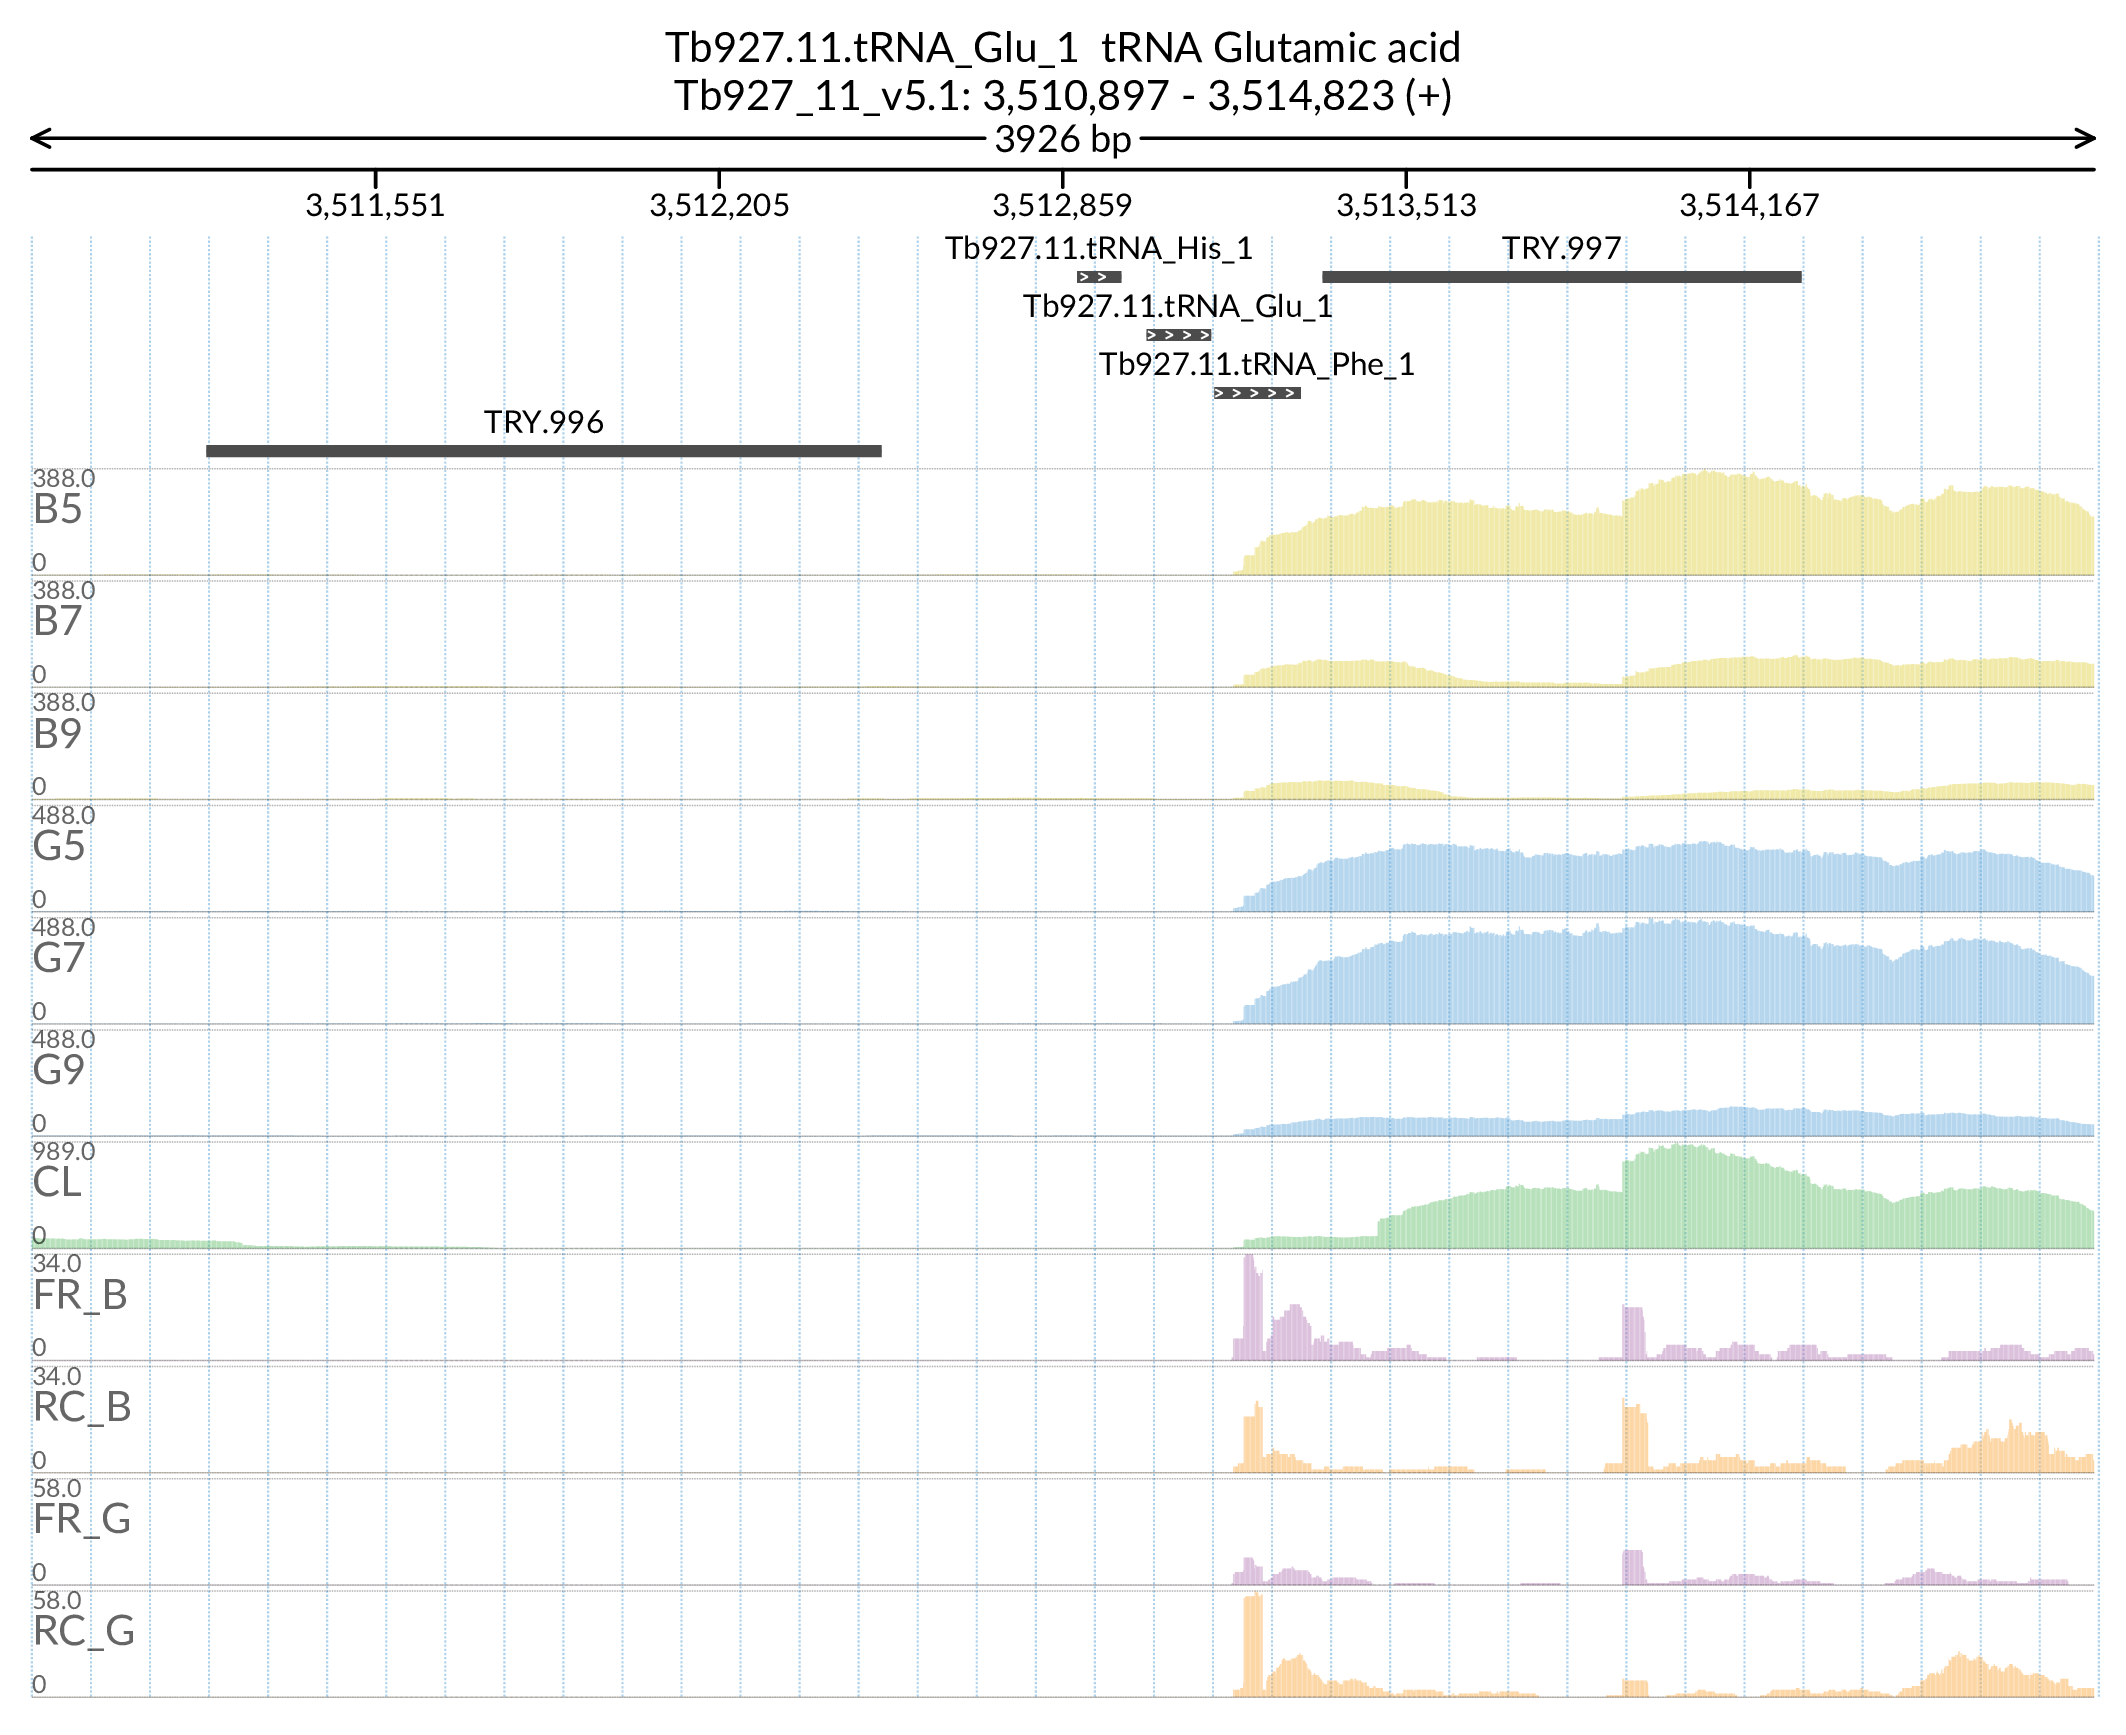 Tb927.11.tRNA_Glu_1 tRNA Glutamic acid
Tb927_11_v5.1: 3,510,897 - 3,514,823 (+)
3926 bp
3,511,551 3,512,205 3,512,859 3,513,513 3,514,167
Tb927.11.tRNA_His_1 TRY.997
Tb927.11.tRNA_Glu_1
Tb927.11.tRNA_Phe_1
TRY.996
388.0
B5
0
388.0
B7
0
388.0
B9
0
488.0
G5
0
488.0
G7
0
488.0
G9
0
989.0
CL
0
34.0
FR_B
0
34.0
RC_B
0
58.0
FR_G
0
58.0
RC_G
0